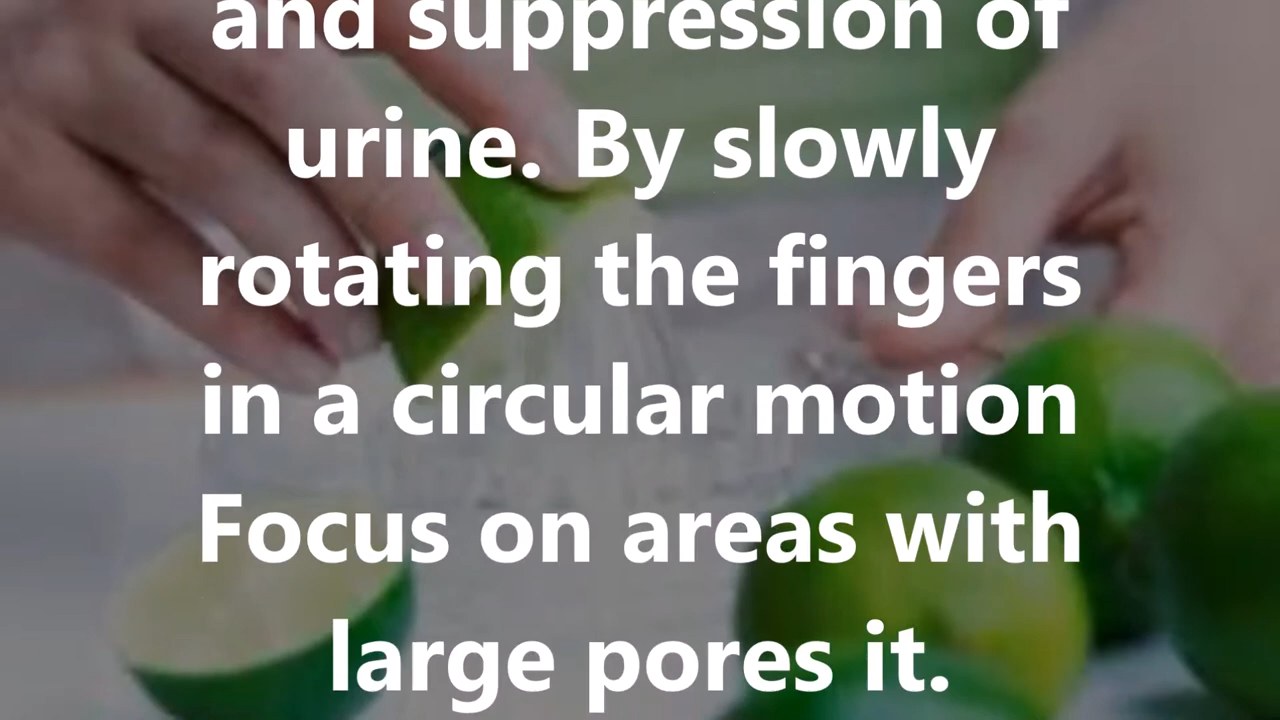 and suppression of
urine. By slowly
rotating the fingers
in a circular motion
Focus on areas with
large pores it.